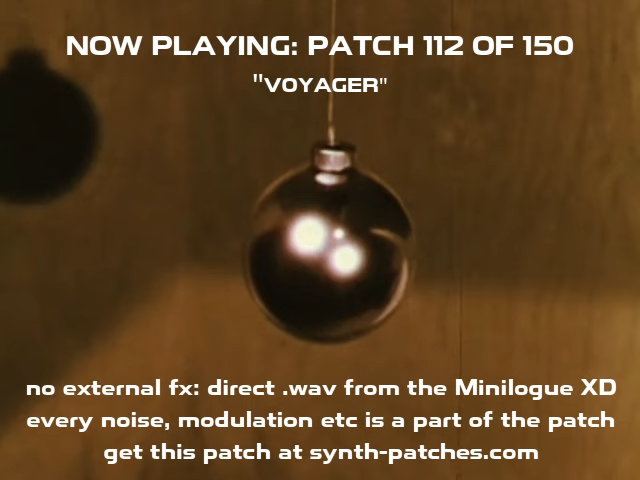 NOW PLAYING: PATCH 112 OF 150
"VOYAGER"
no external fx: direct .wav from the Minilogue XD
every noise, modulation etc is a part of the patch
get this patch at synth-patches.com